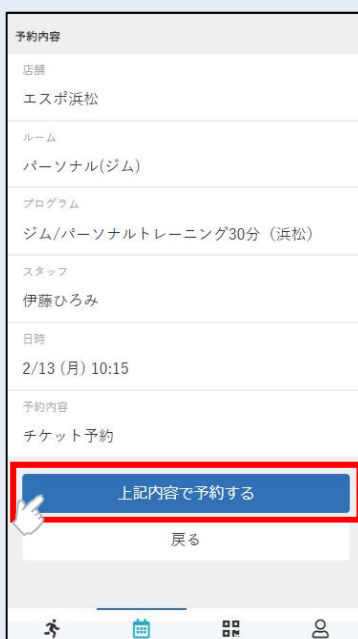 予約内容
店舗
エスポ浜松
ルーム
パーソナル(ジム)
プログラム
ジム/パーソナルトレーニング30分（浜松）
スタッフ
伊藤ひろみ
日時
2/13 (月) 10:15
予約内容
チケット予約
上記内容で予約する
戻る